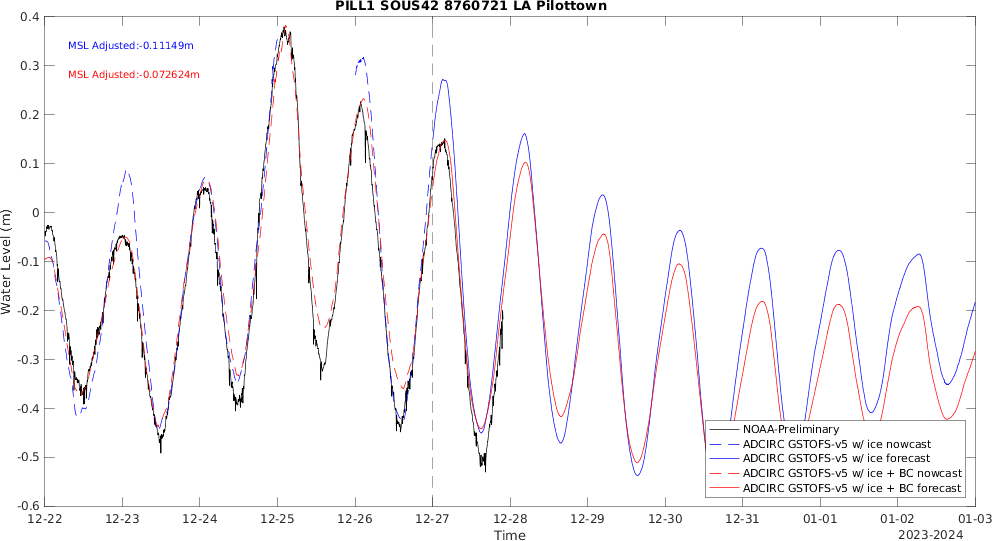 PILL1 SOUS42 8760721 LA Pilottown
MSL Adjusted:-0.11149m
MSL Adjusted:-0.072624m
Water Level (m)
0.4
0.3
0.2
0.1
0
-0.1
-0.2
-0.3
-0.4
-0.5
-0.6
NOAA-Preliminary
ADCIRC GSTOFS-v5 w/ ice nowcast
ADCIRC GSTOFS-v5 w/ ice forecast
ADCIRC GSTOFS-v5 w/ ice + BC nowcast
ADCIRC GSTOFS-v5 w/ ice + BC forecast
12-22 12-23 12-24 12-25 12-26 12-27 12-28 12-29 12-30 12-31 01-01 01-02 01-03
Time
2023-2024